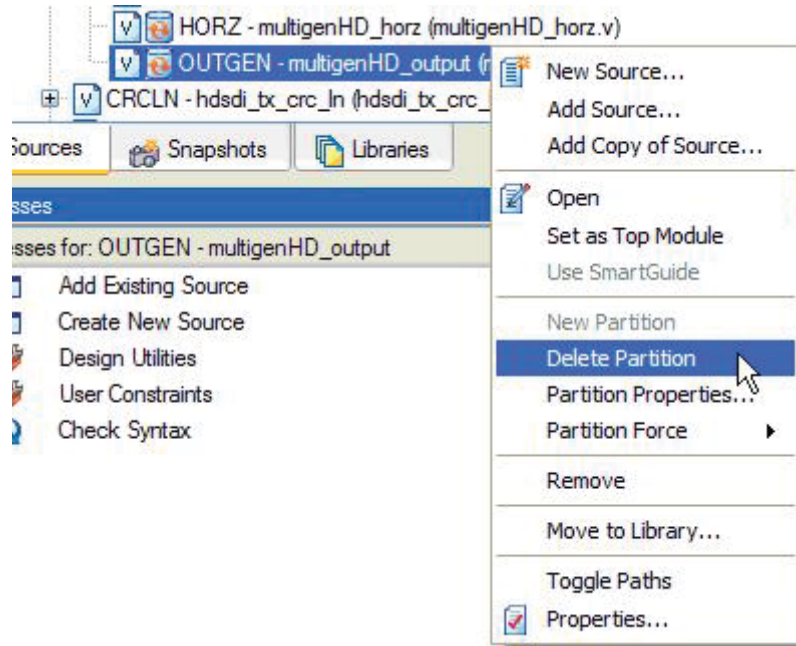 HORZ - multigenHD_horz (multigenHD_horz.v)
OUTGEN - multigenHD_output
CRCLN - hdsdi_tx_crc_ln (hdsdi_tx_crc_
Sources
Snapshots
Libraries
esses
esses for: OUTGEN - multigenHD_output
Add Existing Source
Create New Source
Design Utilities
User Constraints
Check Syntax
New Source...
Add Source...
Add Copy of Source...
Open
Set as Top Module
Use SmartGuide
New Partition
Delete Partition
Partition Properties...
Partition Force
Remove
Move to Library...
Toggle Paths
Properties...